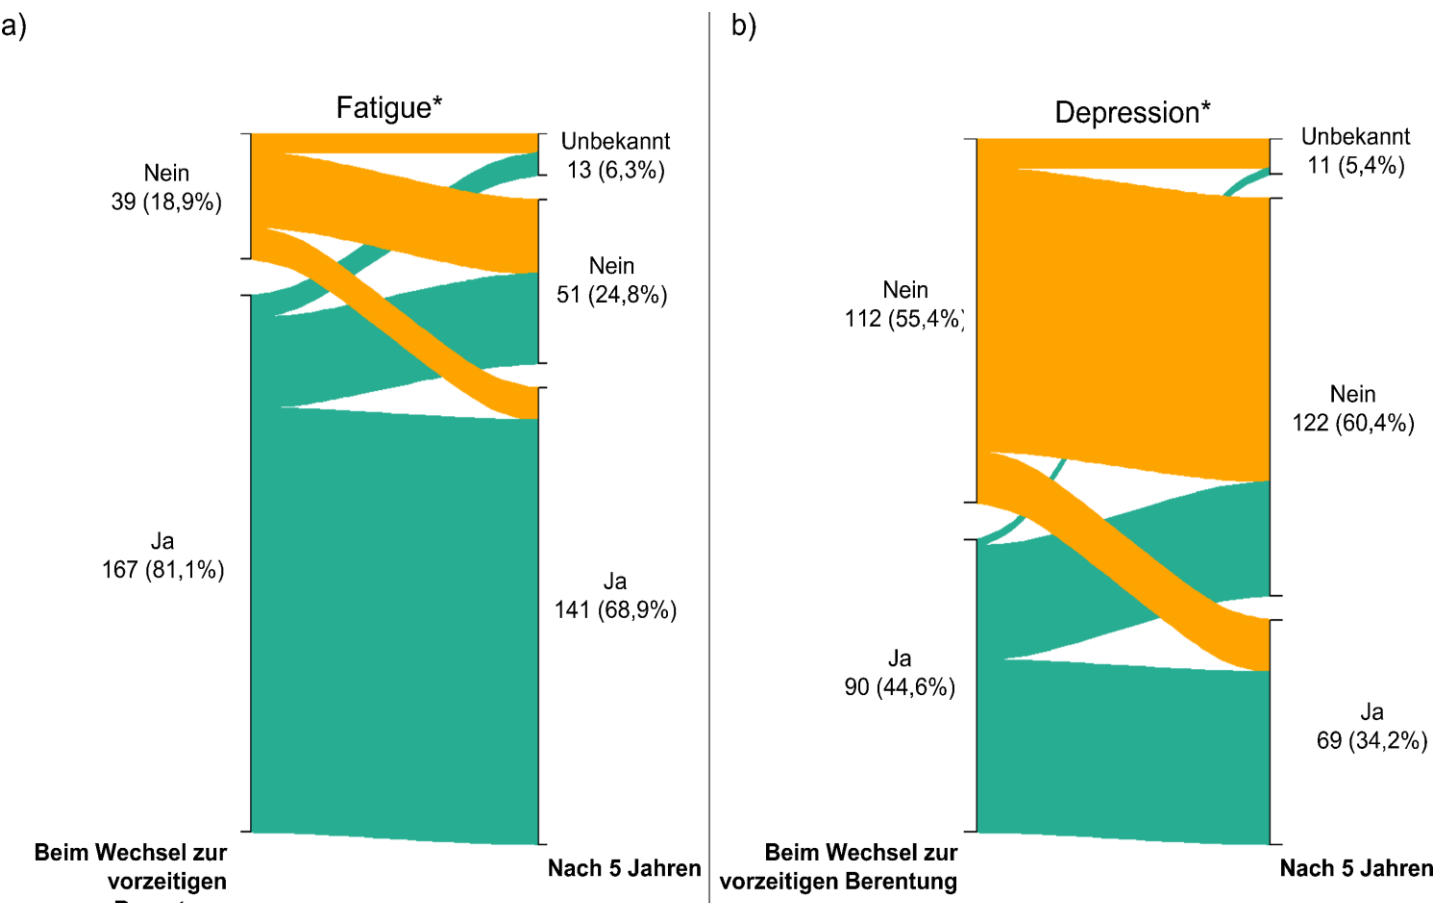 a)
Fatigue*
Nein
39 (18,9%)
Ja
167 (81,1%)
Unbekannt
13 (6,3%)
Nein
51 (24,8%)
Ja
141 (68,9%)
Beim Wechsel zur
vorzeitigen
Nach 5 Jahren
b)
Depression*
Nein
112 (55,4%)
Ja
90 (44,6%)
Unbekannt
11 (5,4%)
Nein
122 (60,4%)
Ja
69 (34,2%)
Beim Wechsel zur
vorzeitigen Berentung
Nach 5 Jahren